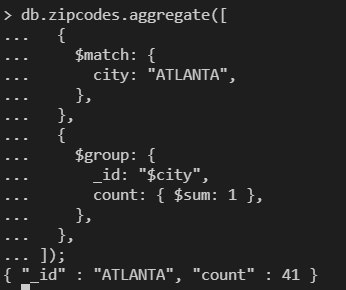 > db.zipcodes.aggregate([
...   {
...     $match: {
...       city: "ATLANTA",
...     },
...   },
...   {
...     $group: {
...       _id: "$city",
...       count: { $sum: 1 },
...     },
...   },
... ]);
{ "_id" : "ATLANTA", "count" : 41 }